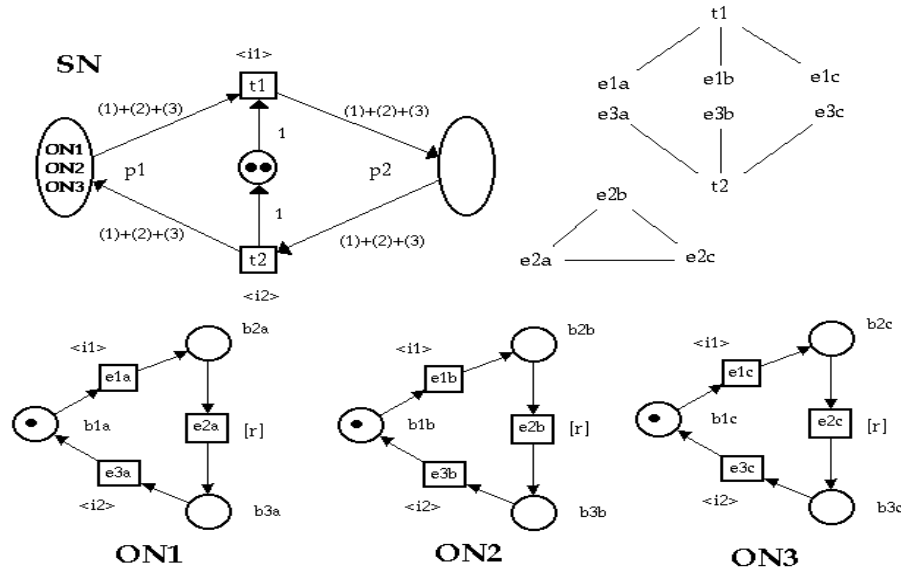 SN
<i1>
t1
(1)+(2)+(3)
(1)+(2)+(3)
1
ON1
ON2
ON3
p1
p2
1
(1)+(2)+(3)
(1)+(2)+(3)
t2
<i2>
t1
e1a
e1b
e1c
e3a
e3b
e3c
t2
e2b
e2a
e2c
b2a
<i1>
e1a
b1a
e2a
[r]
e3a
<i2>
b3a
ON1
b2b
<i1>
e1b
b1b
e2b
[r]
e3b
<i2>
b3b
ON2
b2c
<i1>
e1c
b1c
e2c
[r]
e3c
<i2>
b3c
ON3